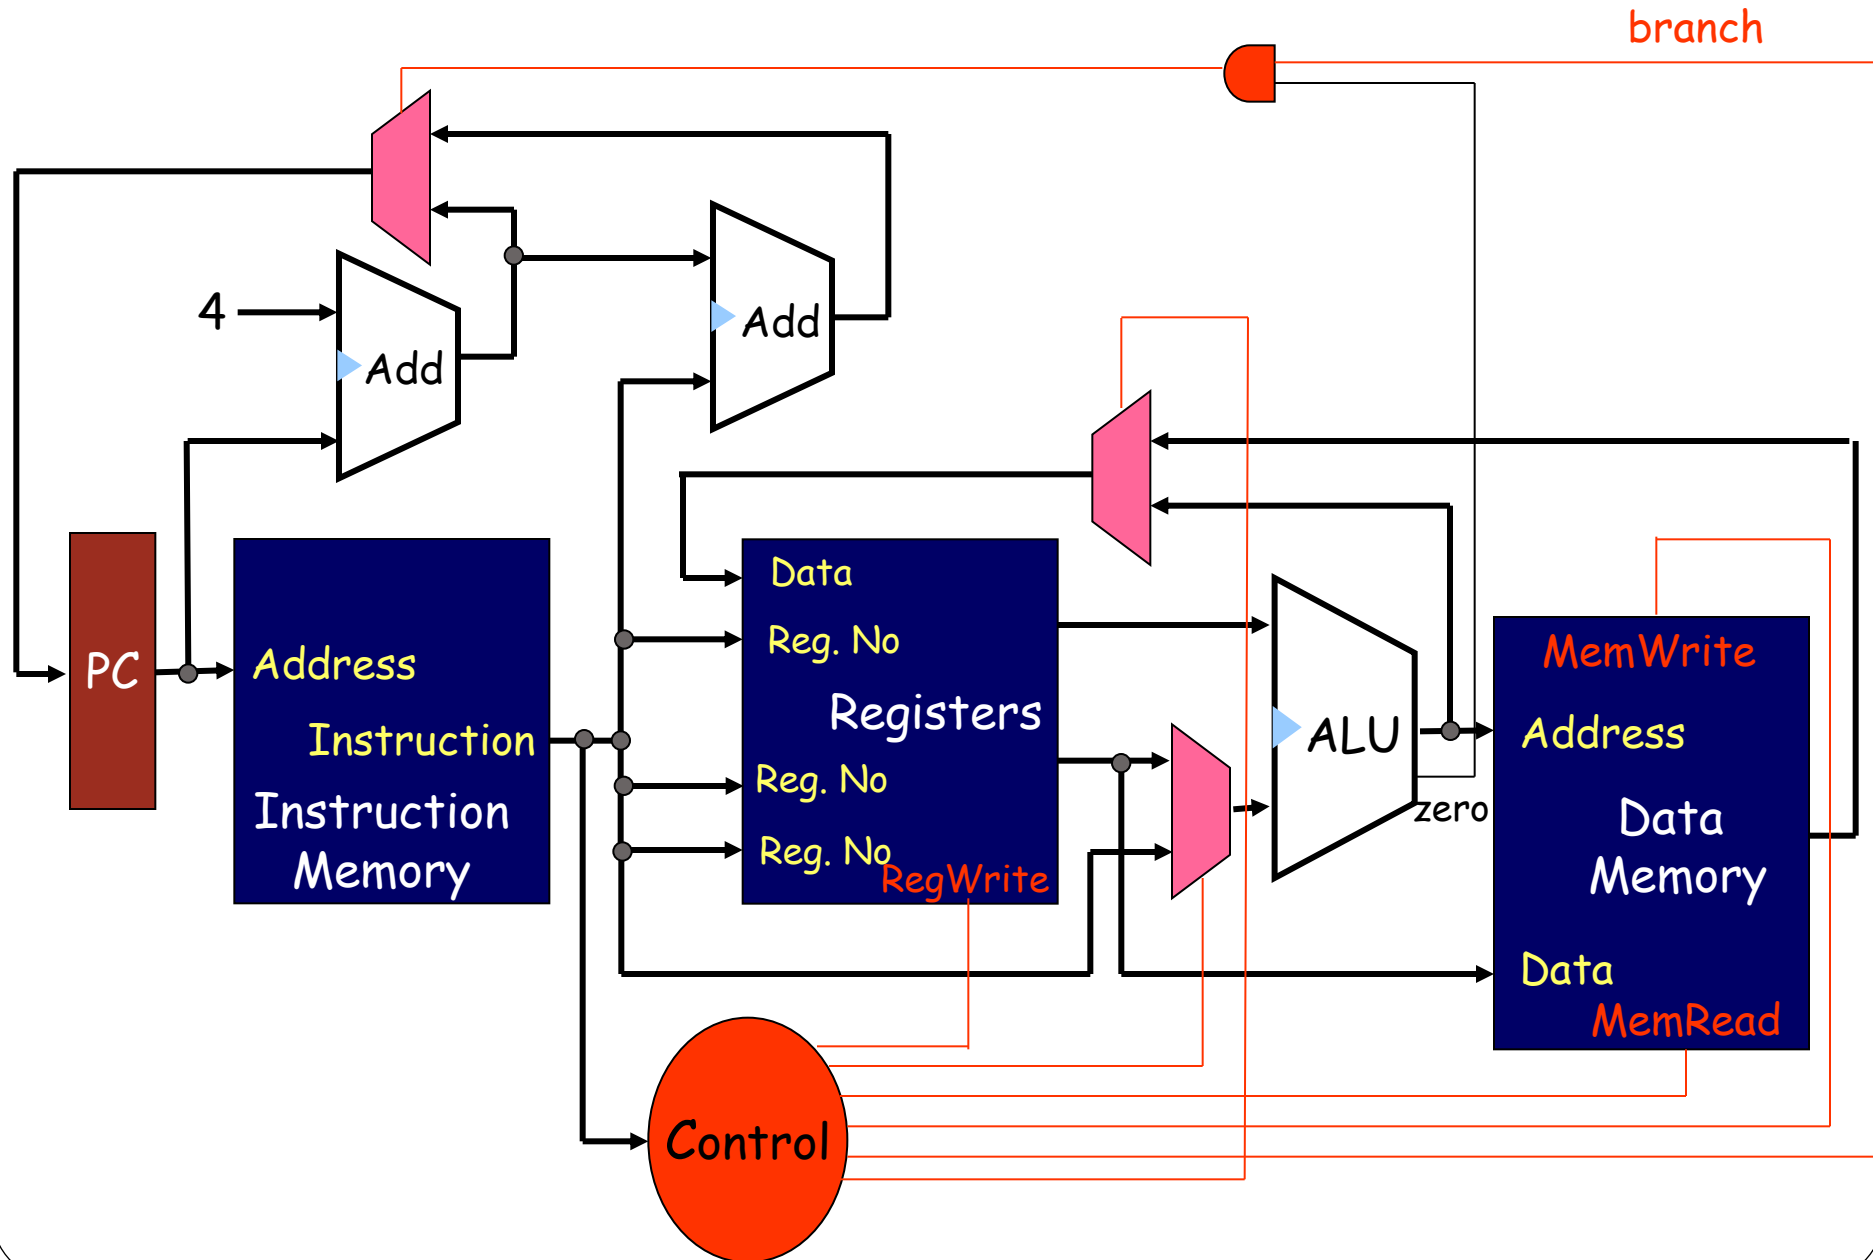 branch
4
Add
Add
Data
Reg. No
PC
Address
MemWrite
Registers
Instruction
ALU
Address
Reg. No
zero
Instruction
Memory
Data
Memory
Reg. No
RegWrite
Data
MemRead
Control